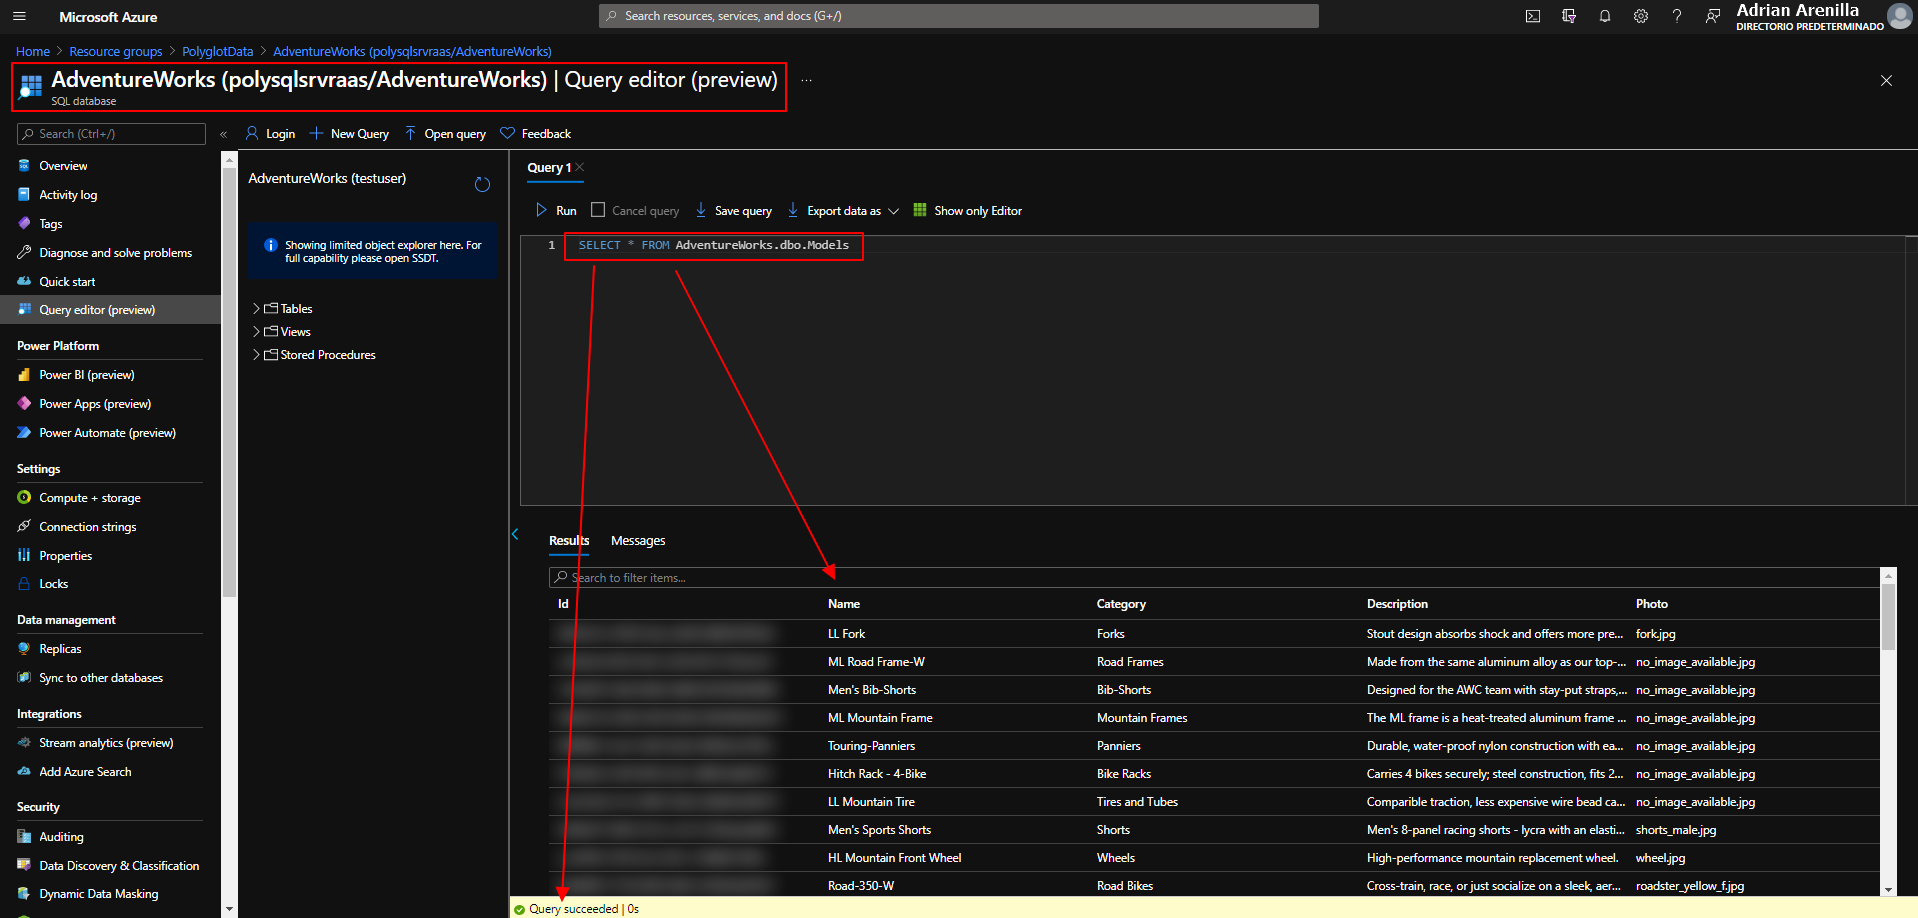 Microsoft Azure
Search resources, services, and docs (G+/)
Adrian Arenilla
DIRECTORIO PREDETERMINADO
Home > Resource groups > PolyglotData > AdventureWorks (polysqlsrvraas/AdventureWorks)
AdventureWorks (polysqlsrvraas/AdventureWorks) | Query editor (preview) ...
SQL database
Search (Ctrl+/)
«
Login
New Query
Open query
Feedback
Overview
Activity log
Tags
Diagnose and solve problems
Quick start
Query editor (preview)
Power Platform
Power BI (preview)
Power Apps (preview)
Power Automate (preview)
Settings
Compute + storage
Connection strings
Properties
Locks
Data management
Replicas
Sync to other databases
Integrations
Stream analytics (preview)
Add Azure Search
Security
Auditing
Data Discovery & Classification
Dynamic Data Masking
AdventureWorks (testuser)
Showing limited object explorer here. For
full capability please open SSDT.
Tables
Views
Stored Procedures
Query 1
Run
Cancel query
Save query
Export data as
Show only Editor
1 SELECT * FROM AdventureWorks.dbo.Models
Results Messages
Search to filter items...
Id Name Category Description Photo
LL Fork Forks Stout design absorbs shock and offers more pre... fork.jpg
ML Road Frame-W Road Frames Made from the same aluminum alloy as our top-... no_image_available.jpg
Men's Bib-Shorts Bib-Shorts Designed for the AWC team with stay-put straps,... no_image_available.jpg
ML Mountain Frame Mountain Frames The ML frame is a heat-treated aluminum frame ... no_image_available.jpg
Touring-Panniers Panniers Durable, water-proof nylon construction with ea... no_image_available.jpg
Hitch Rack - 4-Bike Bike Racks Carries 4 bikes securely; steel construction, fits 2... no_image_available.jpg
LL Mountain Tire Tires and Tubes Comparible traction, less expensive wire bead ca... no_image_available.jpg
Men's Sports Shorts Shorts Men's 8-panel racing shorts - lycra with an elasti... shorts_male.jpg
HL Mountain Front Wheel Wheels High-performance mountain replacement wheel. wheel.jpg
Road-350-W Road Bikes Cross-train, race, or just socialize on a sleek, aer... roadster_yellow_f.jpg
Query succeeded | 0s